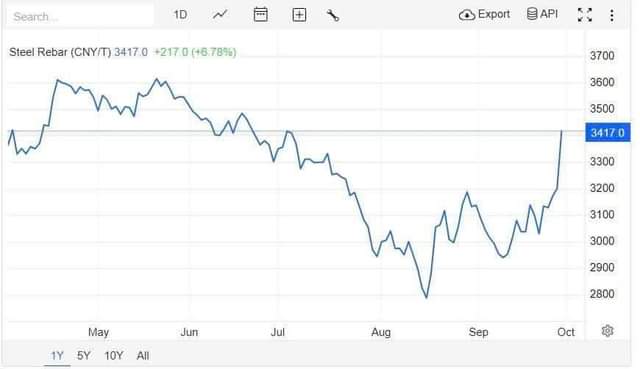 Search... 1D Export API
Steel Rebar (CNY/T) 3417.0 +217.0 (+6.78%)
3700
3600
3500
3417.0
3300
3200
3100
3000
2900
2800
May Jun Jul Aug Sep Oct
1Y 5Y 10Y All